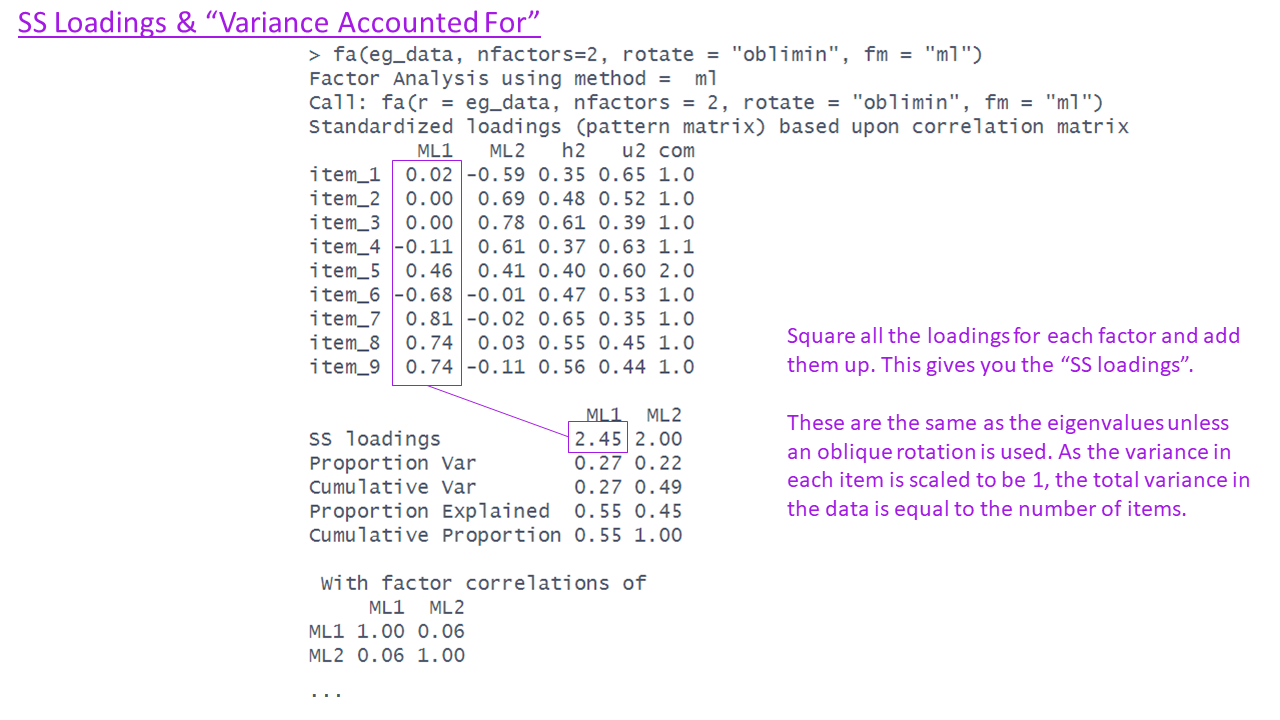 SS Loadings & “Variance Accounted For”
> fa(eg_data, nfactors=2, rotate = "oblimin", fm = "ml")
Factor Analysis using method =  ml
Call: fa(r = eg_data, nfactors = 2, rotate = "oblimin", fm = "ml")
Standardized loadings (pattern matrix) based upon correlation matrix
         ML1   ML2   h2   u2 com
item_1  0.02 -0.59 0.35 0.65 1.0
item_2  0.00  0.69 0.48 0.52 1.0
item_3  0.00  0.78 0.61 0.39 1.0
item_4 -0.11  0.61 0.37 0.63 1.1
item_5  0.46  0.41 0.40 0.60 2.0
item_6 -0.68 -0.01 0.47 0.53 1.0
item_7  0.81 -0.02 0.65 0.35 1.0
item_8  0.74  0.03 0.55 0.45 1.0
item_9  0.74 -0.11 0.56 0.44 1.0
                       ML1  ML2
SS loadings           2.45 2.00
Proportion Var        0.27 0.22
Cumulative Var        0.27 0.49
Proportion Explained  0.55 0.45
Cumulative Proportion 0.55 1.00
 With factor correlations of
     ML1  ML2
ML1 1.00 0.06
ML2 0.06 1.00
...
Square all the loadings for each factor and add
them up. This gives you the “SS loadings”.
These are the same as the eigenvalues unless
an oblique rotation is used. As the variance in
each item is scaled to be 1, the total variance in
the data is equal to the number of items.